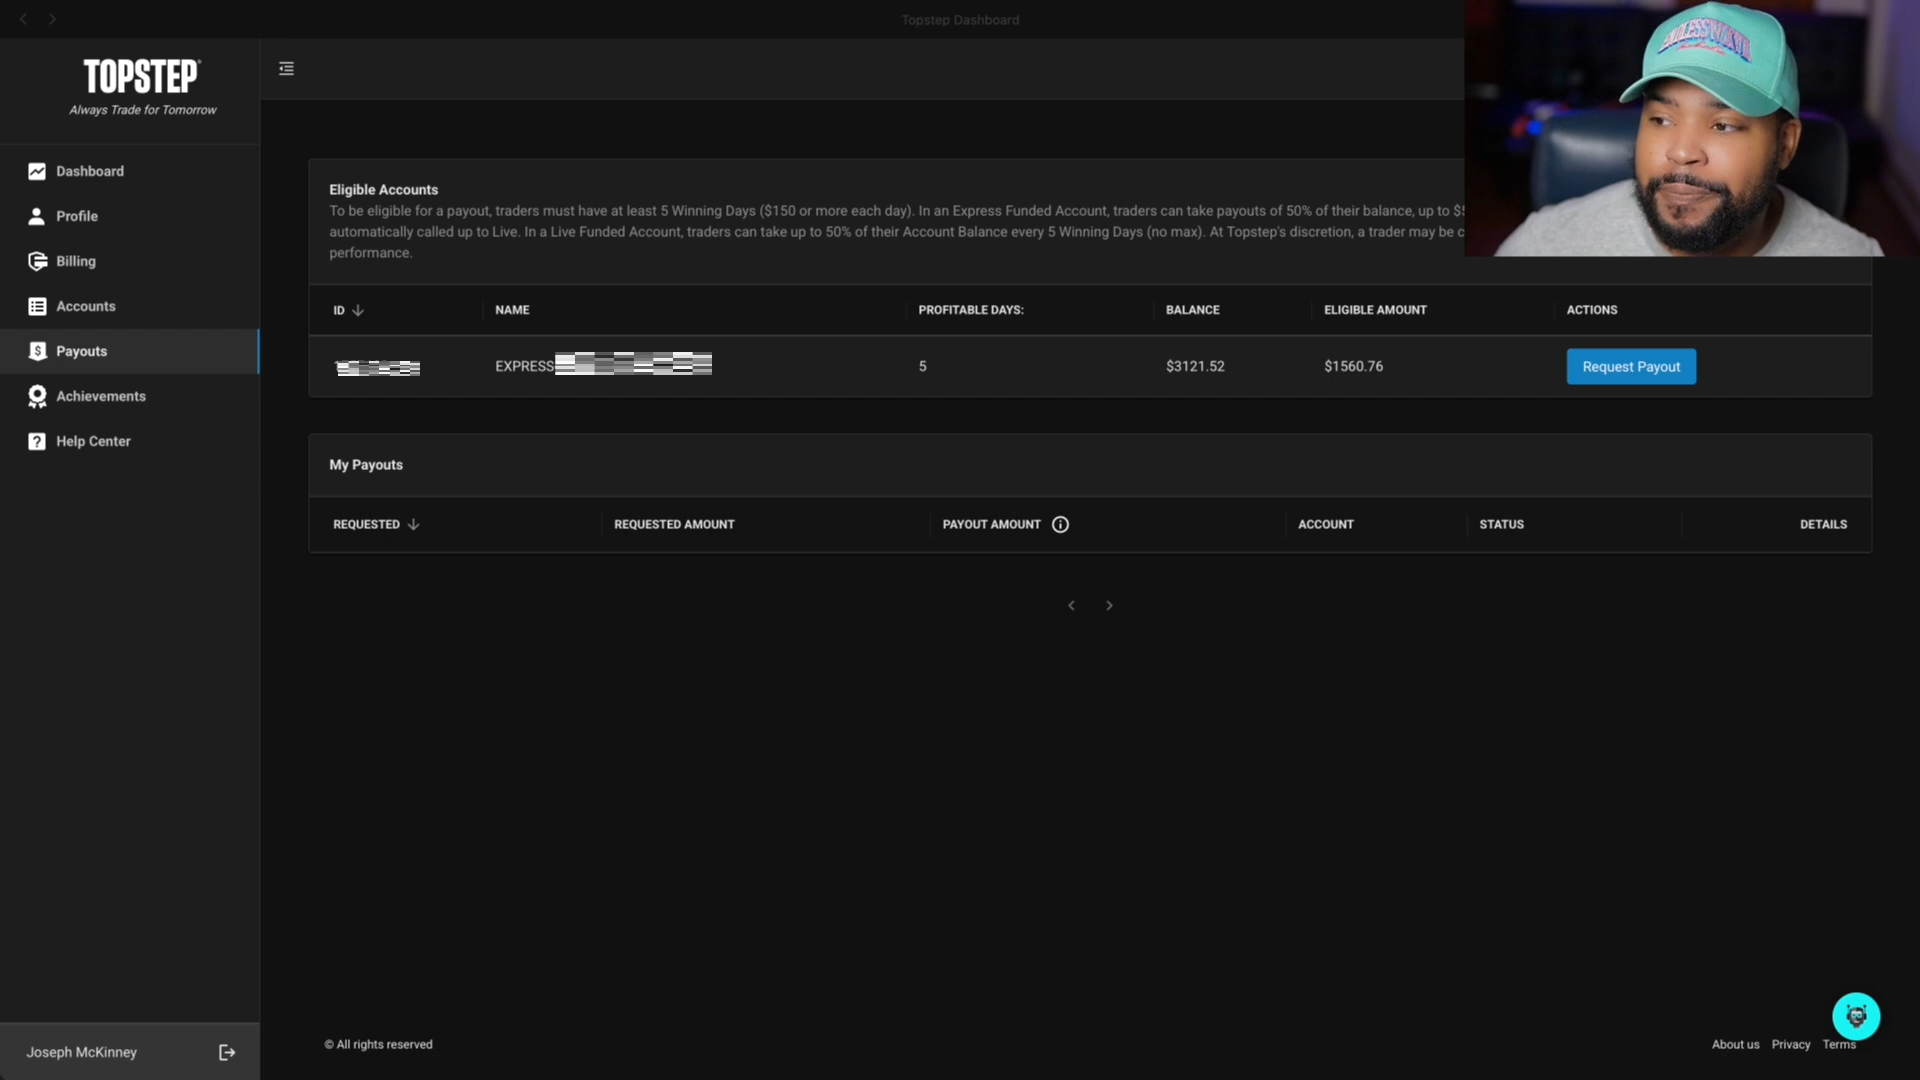 Topstep Dashboard
TOPSTEP
Always Trade for Tomorrow
Dashboard
Profile
Billing
Accounts
Payouts
Achievements
Help Center
Joseph McKinney
Eligible Accounts
To be eligible for a payout, traders must have at least 5 Winning Days ($150 or more each day). In an Express Funded Account, traders can take payouts of 50% of their balance, up to
automatically called up to Live. In a Live Funded Account, traders can take up to 50% of their Account Balance every 5 Winning Days (no max). At Topstep's discretion, a trader may be
performance.
ID NAME PROFITABLE DAYS: BALANCE ELIGIBLE AMOUNT ACTIONS
EXPRESS 5 $3121.52 $1560.76 Request Payout
My Payouts
REQUESTED REQUESTED AMOUNT PAYOUT AMOUNT ACCOUNT STATUS DETAILS
© All rights reserved
About us Privacy Terms